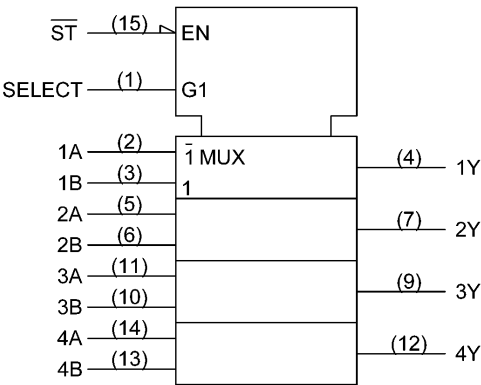 S̅T̅ (15) EN
SELECT (1) G1
1A (2) 1̅ MUX (4) 1Y
1B (3) 1
2A (5) (7) 2Y
2B (6)
3A (11) (9) 3Y
3B (10)
4A (14) (12) 4Y
4B (13)